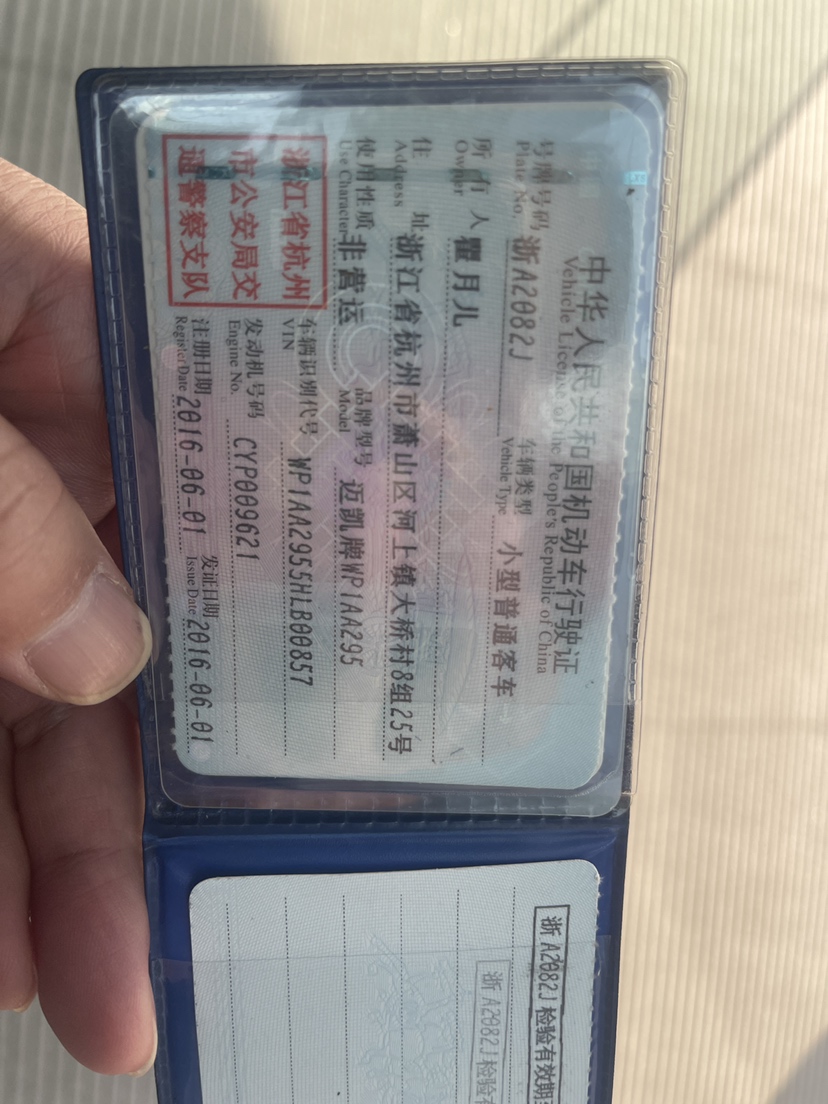 中华人民共和国机动车行驶证
Vehicle License of the People's Republic of China
号牌号码 浙A2082J 车辆类型 小型普通客车
Plate No. Vehicle Type
所有人 瞿月儿
Owner
住址 浙江省杭州市萧山区河上镇大桥村8组25号
Address
使用性质 非营运 品牌型号 迈凯牌WP1AA295
Use Character Model
浙江省杭州
市公安局交
通警察支队
车辆识别代号 WP1AA2955HLB00857
VIN
发动机号码 CYP009621
Engine No.
注册日期 2016-06-01 发证日期 2016-06-01
Register Date Issue Date
浙A2082J检验有效期至
浙A2082J检验有